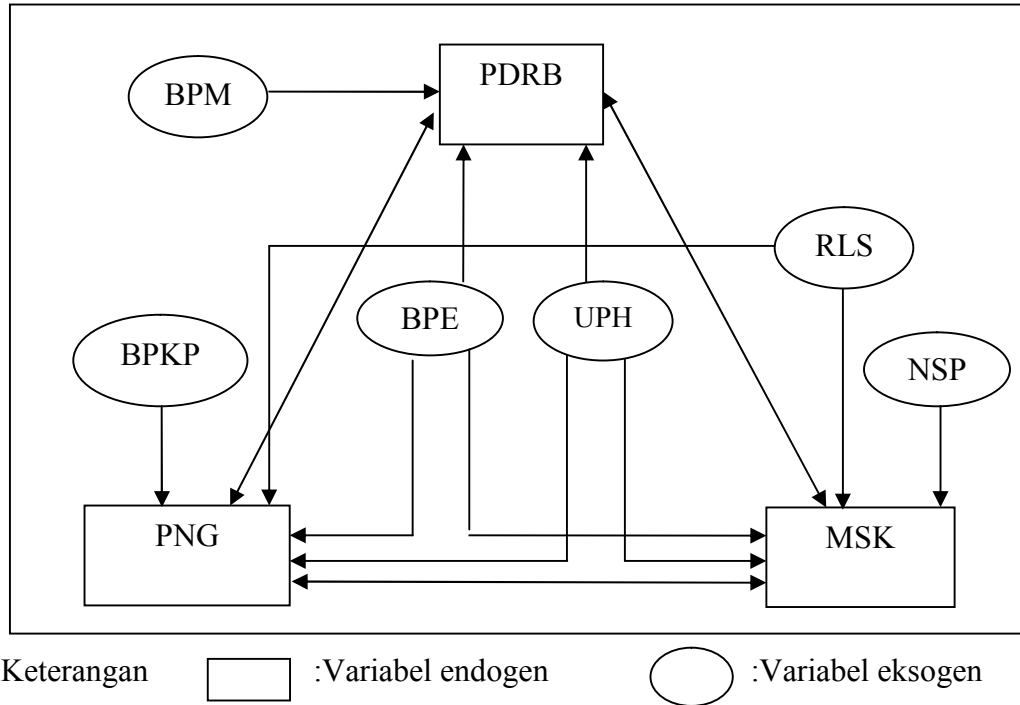 PDRB
BPM
RLS
BPE
UPH
BPKP
NSP
PNG
MSK
Keterangan :Variabel endogen :Variabel eksogen